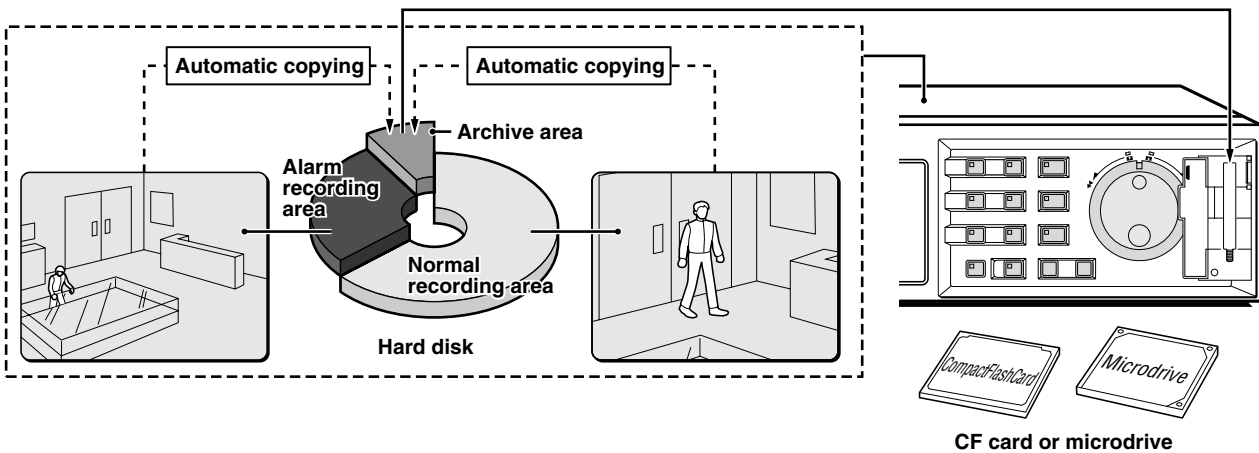 Automatic copying
Automatic copying
Archive area
Alarm
recording
area
Normal
recording area
Hard disk
CompactFlashCard
Microdrive
CF card or microdrive